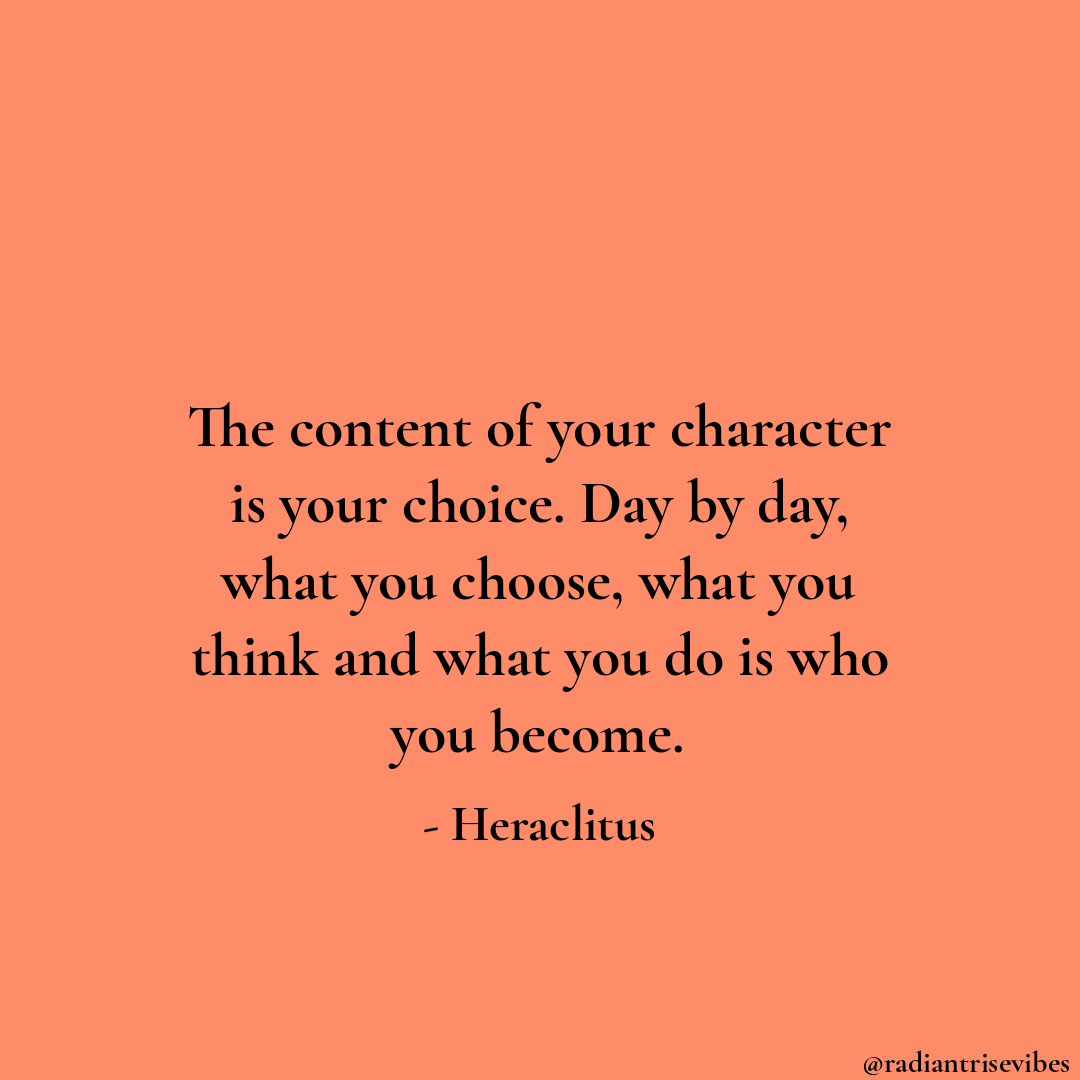 The content of your character
is your choice. Day by day,
what you choose, what you
think and what you do is who
you become.
- Heraclitus
@radiantrisevibes